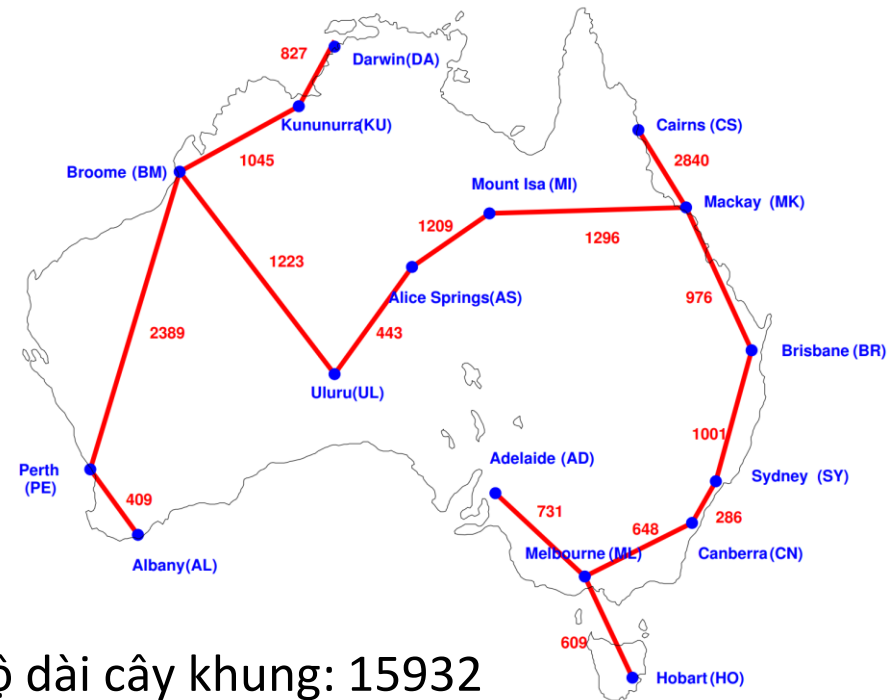 827
Darwin(DA)
Kununurra(KU)
Cairns (CS)
1045
2840
Broome (BM)
Mount Isa (MI)
Mackay (MK)
1209
1296
1223
976
Alice Springs(AS)
2389
443
Brisbane (BR)
Uluru(UL)
1001
Adelaide (AD)
Perth
(PE)
Sydney (SY)
409
731
286
648
Melbourne (ML)
Canberra(CN)
Albany(AL)
609
ộ dài cây khung: 15932
Hobart(HO)